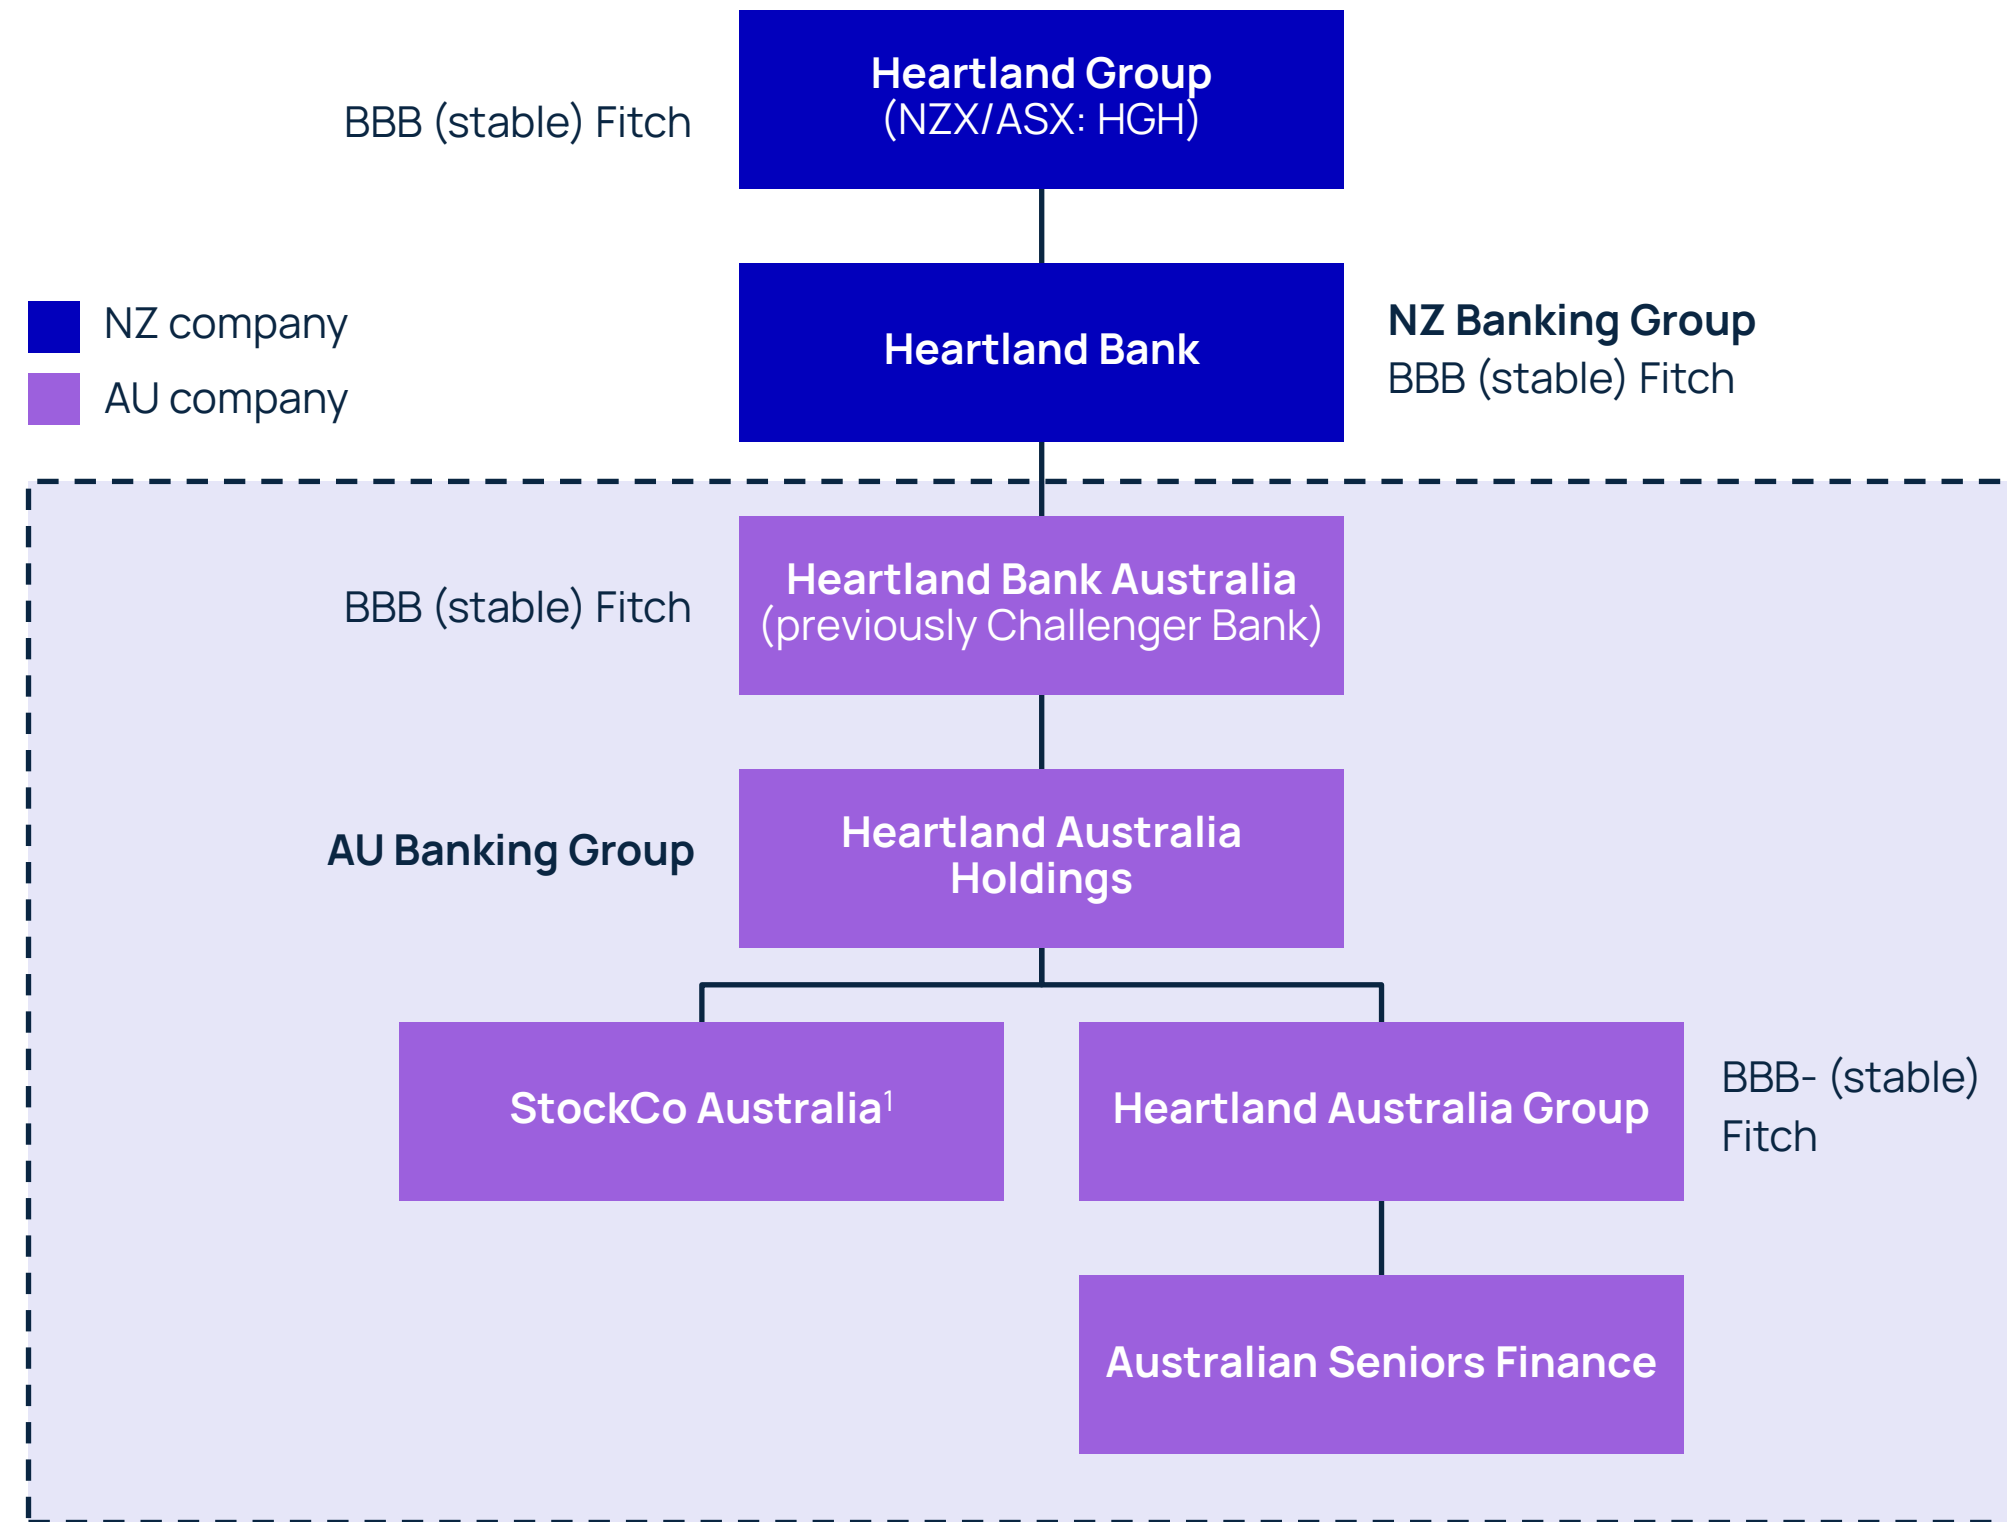 Heartland Group
(NZX/ASX: HGH)
BBB (stable) Fitch
NZ company
AU company
Heartland Bank
NZ Banking Group
BBB (stable) Fitch
Heartland Bank Australia
(previously Challenger Bank)
BBB (stable) Fitch
AU Banking Group
Heartland Australia
Holdings
StockCo Australia¹
Heartland Australia Group
BBB- (stable)
Fitch
Australian Seniors Finance